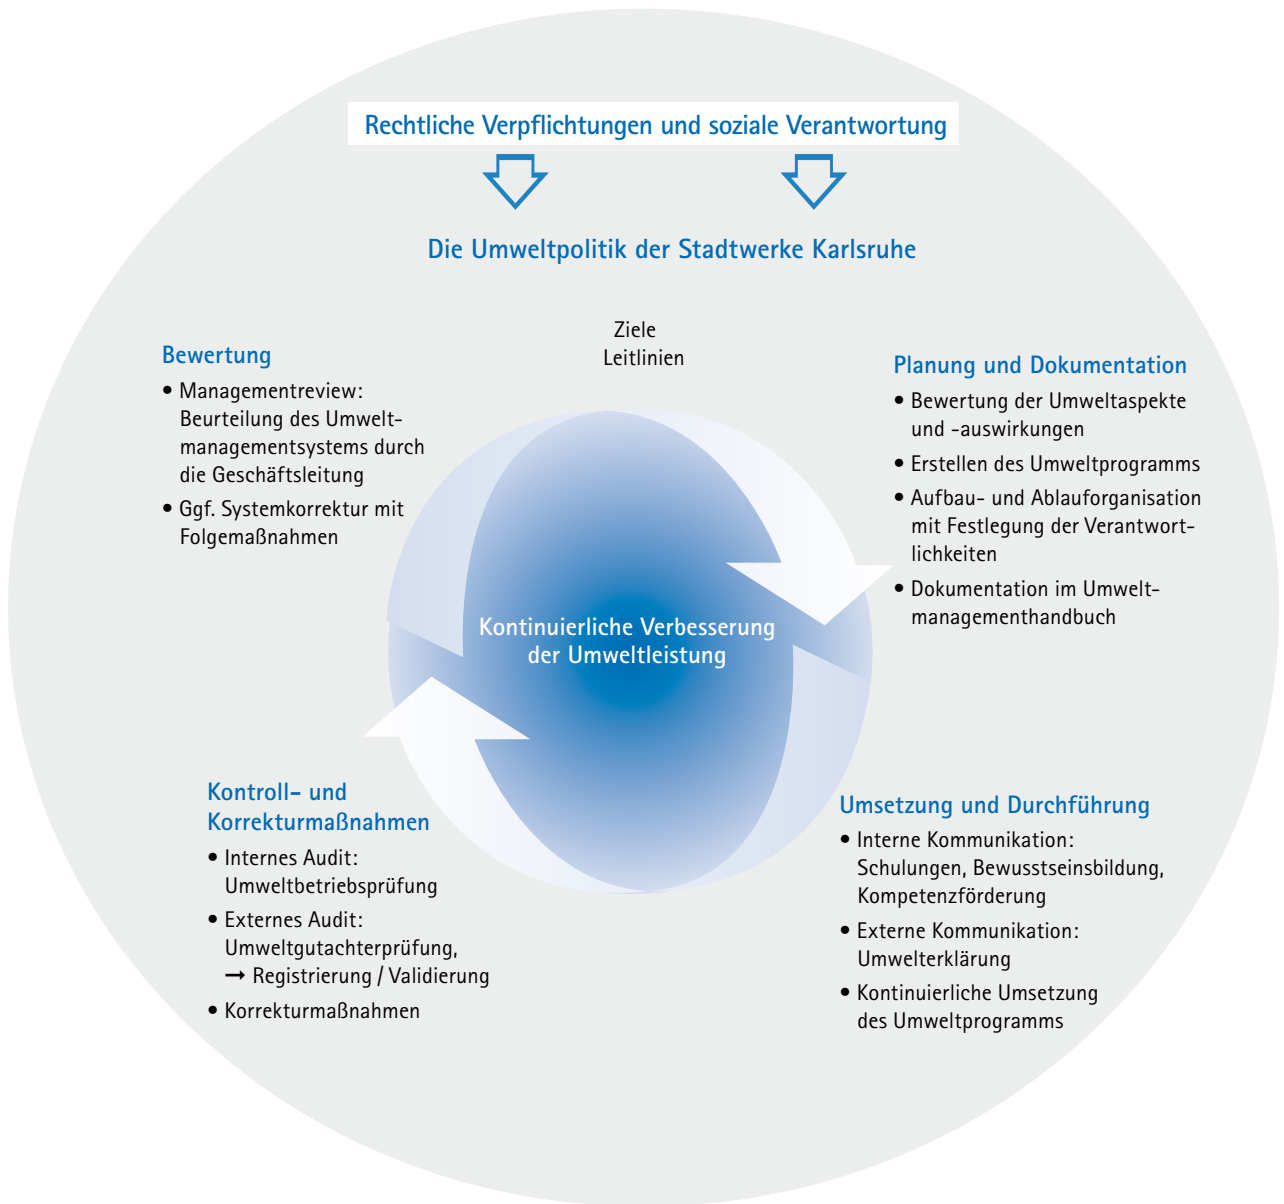 Rechtliche Verpflichtungen und soziale Verantwortung
Die Umweltpolitik der Stadtwerke Karlsruhe
Ziele
Leitlinien
Bewertung
• Managementreview:
Beurteilung des Umwelt-
managementsystems durch
die Geschäftsleitung
• Ggf. Systemkorrektur mit
Folgemaßnahmen
Planung und Dokumentation
• Bewertung der Umweltaspekte
und -auswirkungen
• Erstellen des Umweltprogramms
• Aufbau- und Ablauforganisation
mit Festlegung der Verantwort-
lichkeiten
• Dokumentation im Umwelt-
managementhandbuch
Kontinuierliche Verbesserung
der Umweltleistung
Kontroll- und
Korrekturmaßnahmen
• Internes Audit:
Umweltbetriebsprüfung
• Externes Audit:
Umweltgutachterprüfung,
→ Registrierung / Validierung
• Korrekturmaßnahmen
Umsetzung und Durchführung
• Interne Kommunikation:
Schulungen, Bewusstseinsbildung,
Kompetenzförderung
• Externe Kommunikation:
Umwelterklärung
• Kontinuierliche Umsetzung
des Umweltprogramms